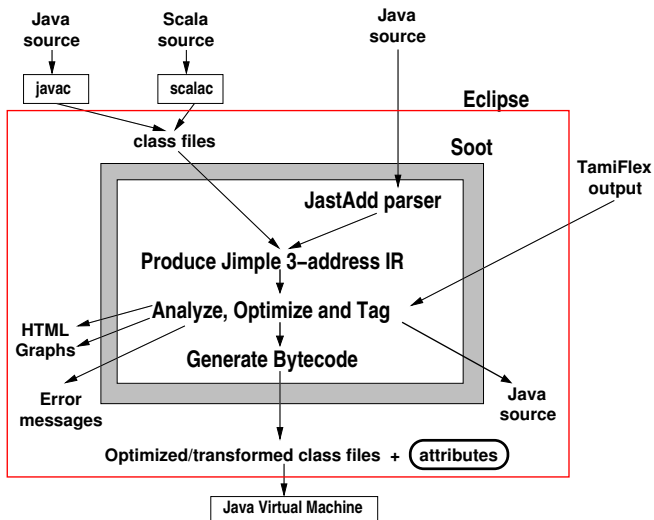 Java
source
Scala
source
Java
source
javac
scalac
Eclipse
class files
Soot
TamiFlex
output
JastAdd parser
Produce Jimple 3−address IR
Analyze, Optimize and Tag
HTML
Graphs
Generate Bytecode
Error
messages
Java
source
Optimized/transformed class files + attributes
Java Virtual Machine